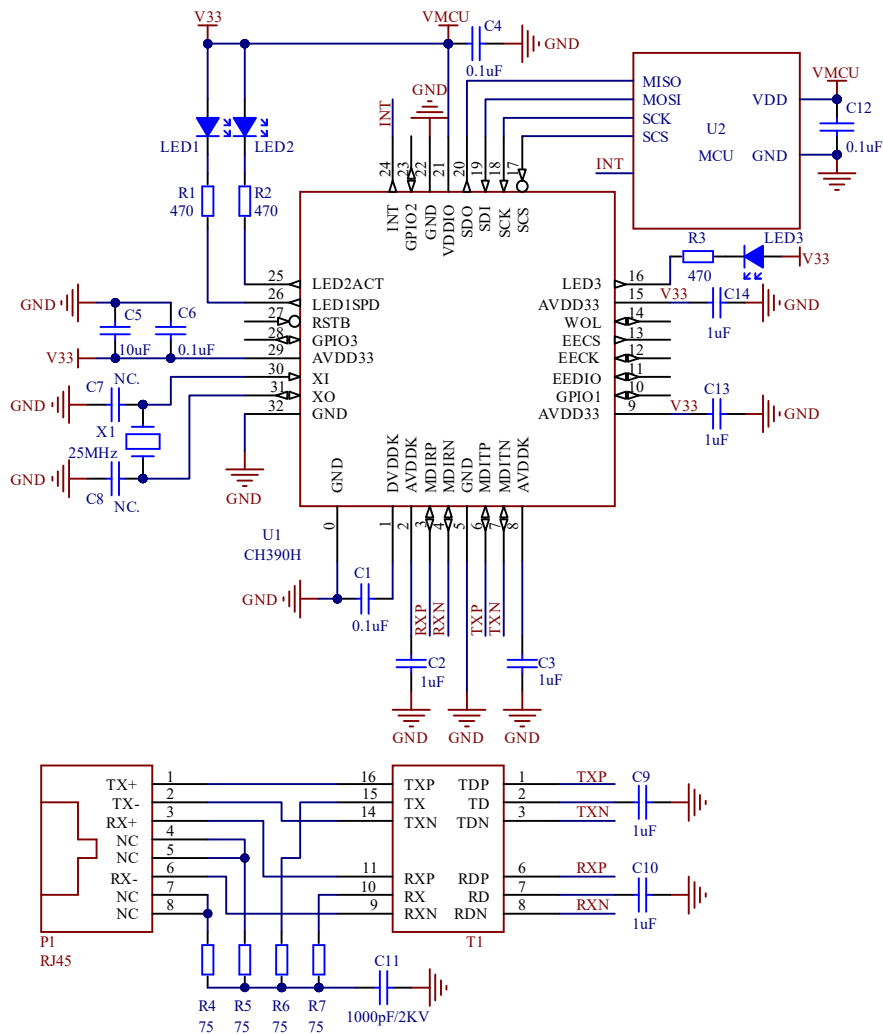 V33
VMCU
C4
GND
0.1uF
GND
INT
LED1
LED2
R1
470
R2
470
MISO
MOSI
SCK
SCS
U2
MCU
VDD
GND
INT
VMCU
C12
0.1uF
24
23
22
21
20
19
18
17
INT
GPIO2
GND
VDDIO
SDO
SDI
SCK
SCS
25 LED2ACT
26 LED1SPD
27 RSTB
28 GPIO3
29 AVDD33
30 XI
31 XO
32 GND
LED3 16
AVDD33 15
WOL 14
EECS 13
EECK 12
EEDIO 11
GPIO1 10
AVDD33 9
R3
470
LED3
V33
V33
C14
1uF
GND
V33
C13
1uF
GND
GND
C5
10uF
C6
0.1uF
V33
GND
C7
NC.
X1
25MHz
GND
C8
NC.
GND
GND
DVDDK
AVDDK
MDIRP
MDIRN
GND
MDITP
MDITN
AVDDK
0
1
2
3
4
5
6
7
8
U1
CH390H
GND
C1
0.1uF
RXP
RXN
TXP
TXN
C2
1uF
C3
1uF
GND
GND
GND
TX+ 1
TX- 2
RX+ 3
NC 4
NC 5
RX- 6
NC 7
NC 8
P1
RJ45
16 TXP
15 TX
14 TXN
11 RXP
10 RX
9 RXN
TDP 1 TXP
TD 2
TDN 3 TXN
RDP 6 RXP
RD 7
RDN 8 RXN
T1
C9
1uF
C10
1uF
R4
75
R5
75
R6
75
R7
75
C11
1000pF/2KV